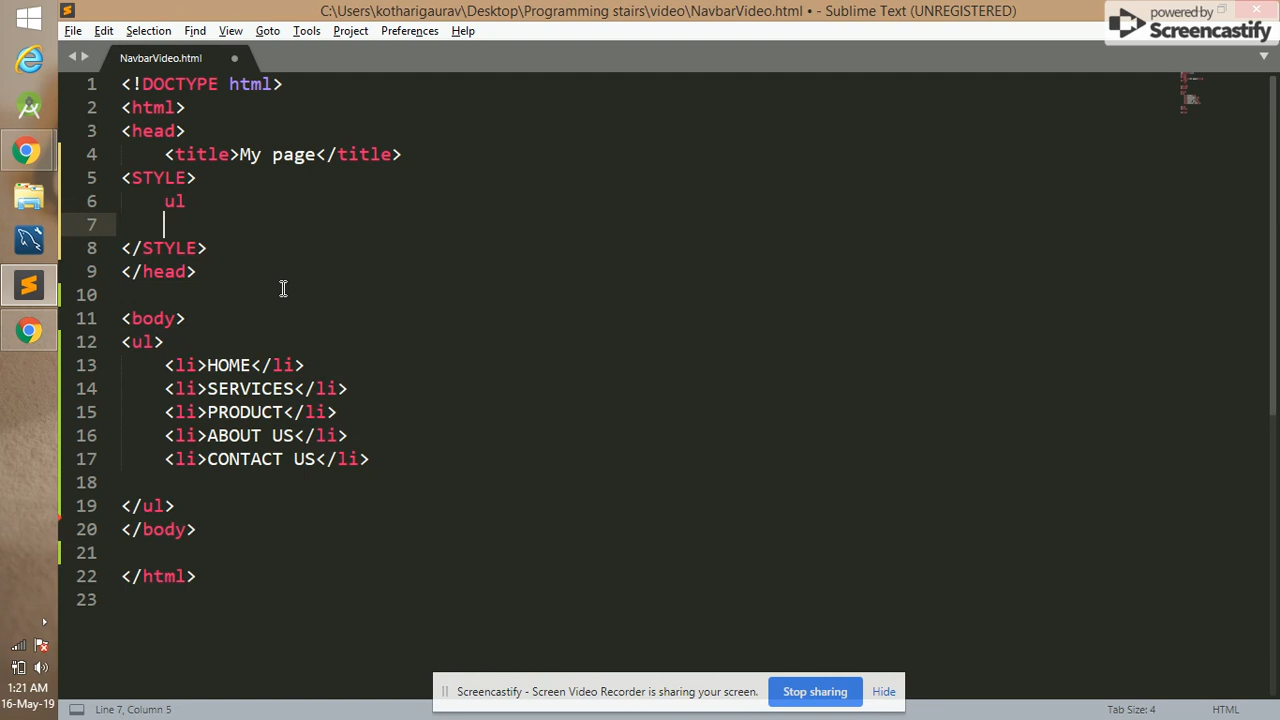 C:\Users\kotharigaurav\Desktop\Programming stairs\video\NavbarVideo.html • - Sublime Text (UNREGISTERED)
powered by
Screencastify
File Edit Selection Find View Goto Tools Project Preferences Help
NavbarVideo.html
1 <!DOCTYPE html>
2 <html>
3 <head>
4 <title>My page</title>
5 <STYLE>
6 ul
7
8 </STYLE>
9 </head>
10
11 <body>
12 <ul>
13 <li>HOME</li>
14 <li>SERVICES</li>
15 <li>PRODUCT</li>
16 <li>ABOUT US</li>
17 <li>CONTACT US</li>
18
19 </ul>
20 </body>
21
22 </html>
23
Screencastify - Screen Video Recorder is sharing your screen. Stop sharing Hide
1:21 AM
16-May-19
Line 7, Column 5 Tab Size: 4 HTML